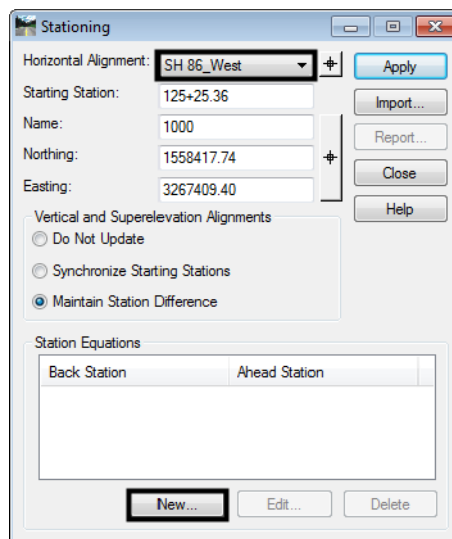 Stationing
Horizontal Alignment: SH 86_West
Apply
Starting Station: 125+25.36
Import...
Name: 1000
Report...
Northing: 1558417.74
Close
Easting: 3267409.40
Help
Vertical and Superelevation Alignments
Do Not Update
Synchronize Starting Stations
Maintain Station Difference
Station Equations
Back Station Ahead Station
New... Edit... Delete